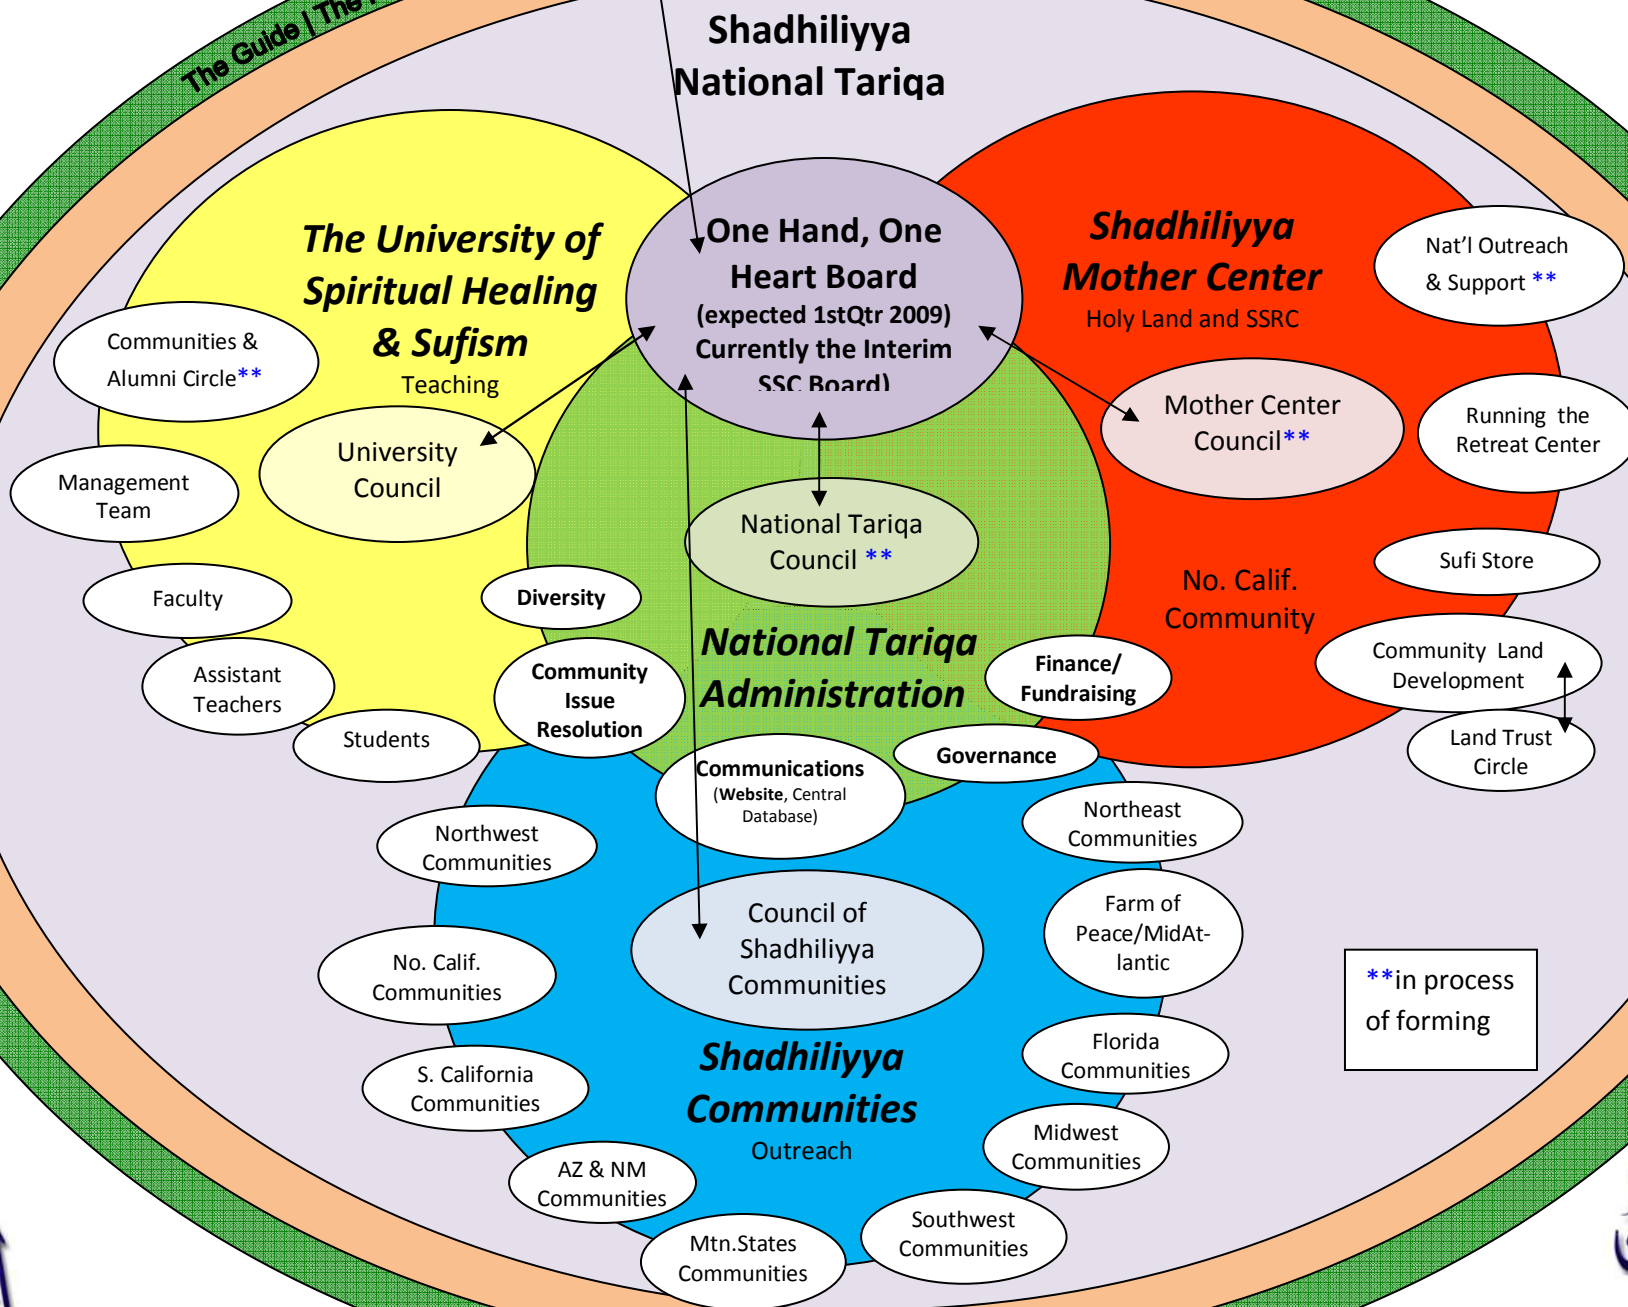 The Guide | The
Shadhiliyya
National Tariqa
The University of
Spiritual Healing
& Sufism
Teaching
University
Council
Communities &
Alumni Circle**
Management
Team
Faculty
Assistant
Teachers
Students
One Hand, One
Heart Board
(expected 1stQtr 2009)
Currently the Interim
SSC Board)
Shadhiliyya
Mother Center
Holy Land and SSRC
Mother Center
Council**
No. Calif.
Community
Nat’l Outreach
& Support **
Running the
Retreat Center
Sufi Store
Community Land
Development
Land Trust
Circle
National Tariqa
Council **
National Tariqa
Administration
Diversity
Community
Issue
Resolution
Communications
(Website, Central
Database)
Governance
Finance/
Fundraising
Council of
Shadhiliyya
Communities
Shadhiliyya
Communities
Outreach
Northwest
Communities
No. Calif.
Communities
S. California
Communities
AZ & NM
Communities
Mtn.States
Communities
Southwest
Communities
Midwest
Communities
Florida
Communities
Farm of
Peace/MidAt-
lantic
Northeast
Communities
**in process
of forming